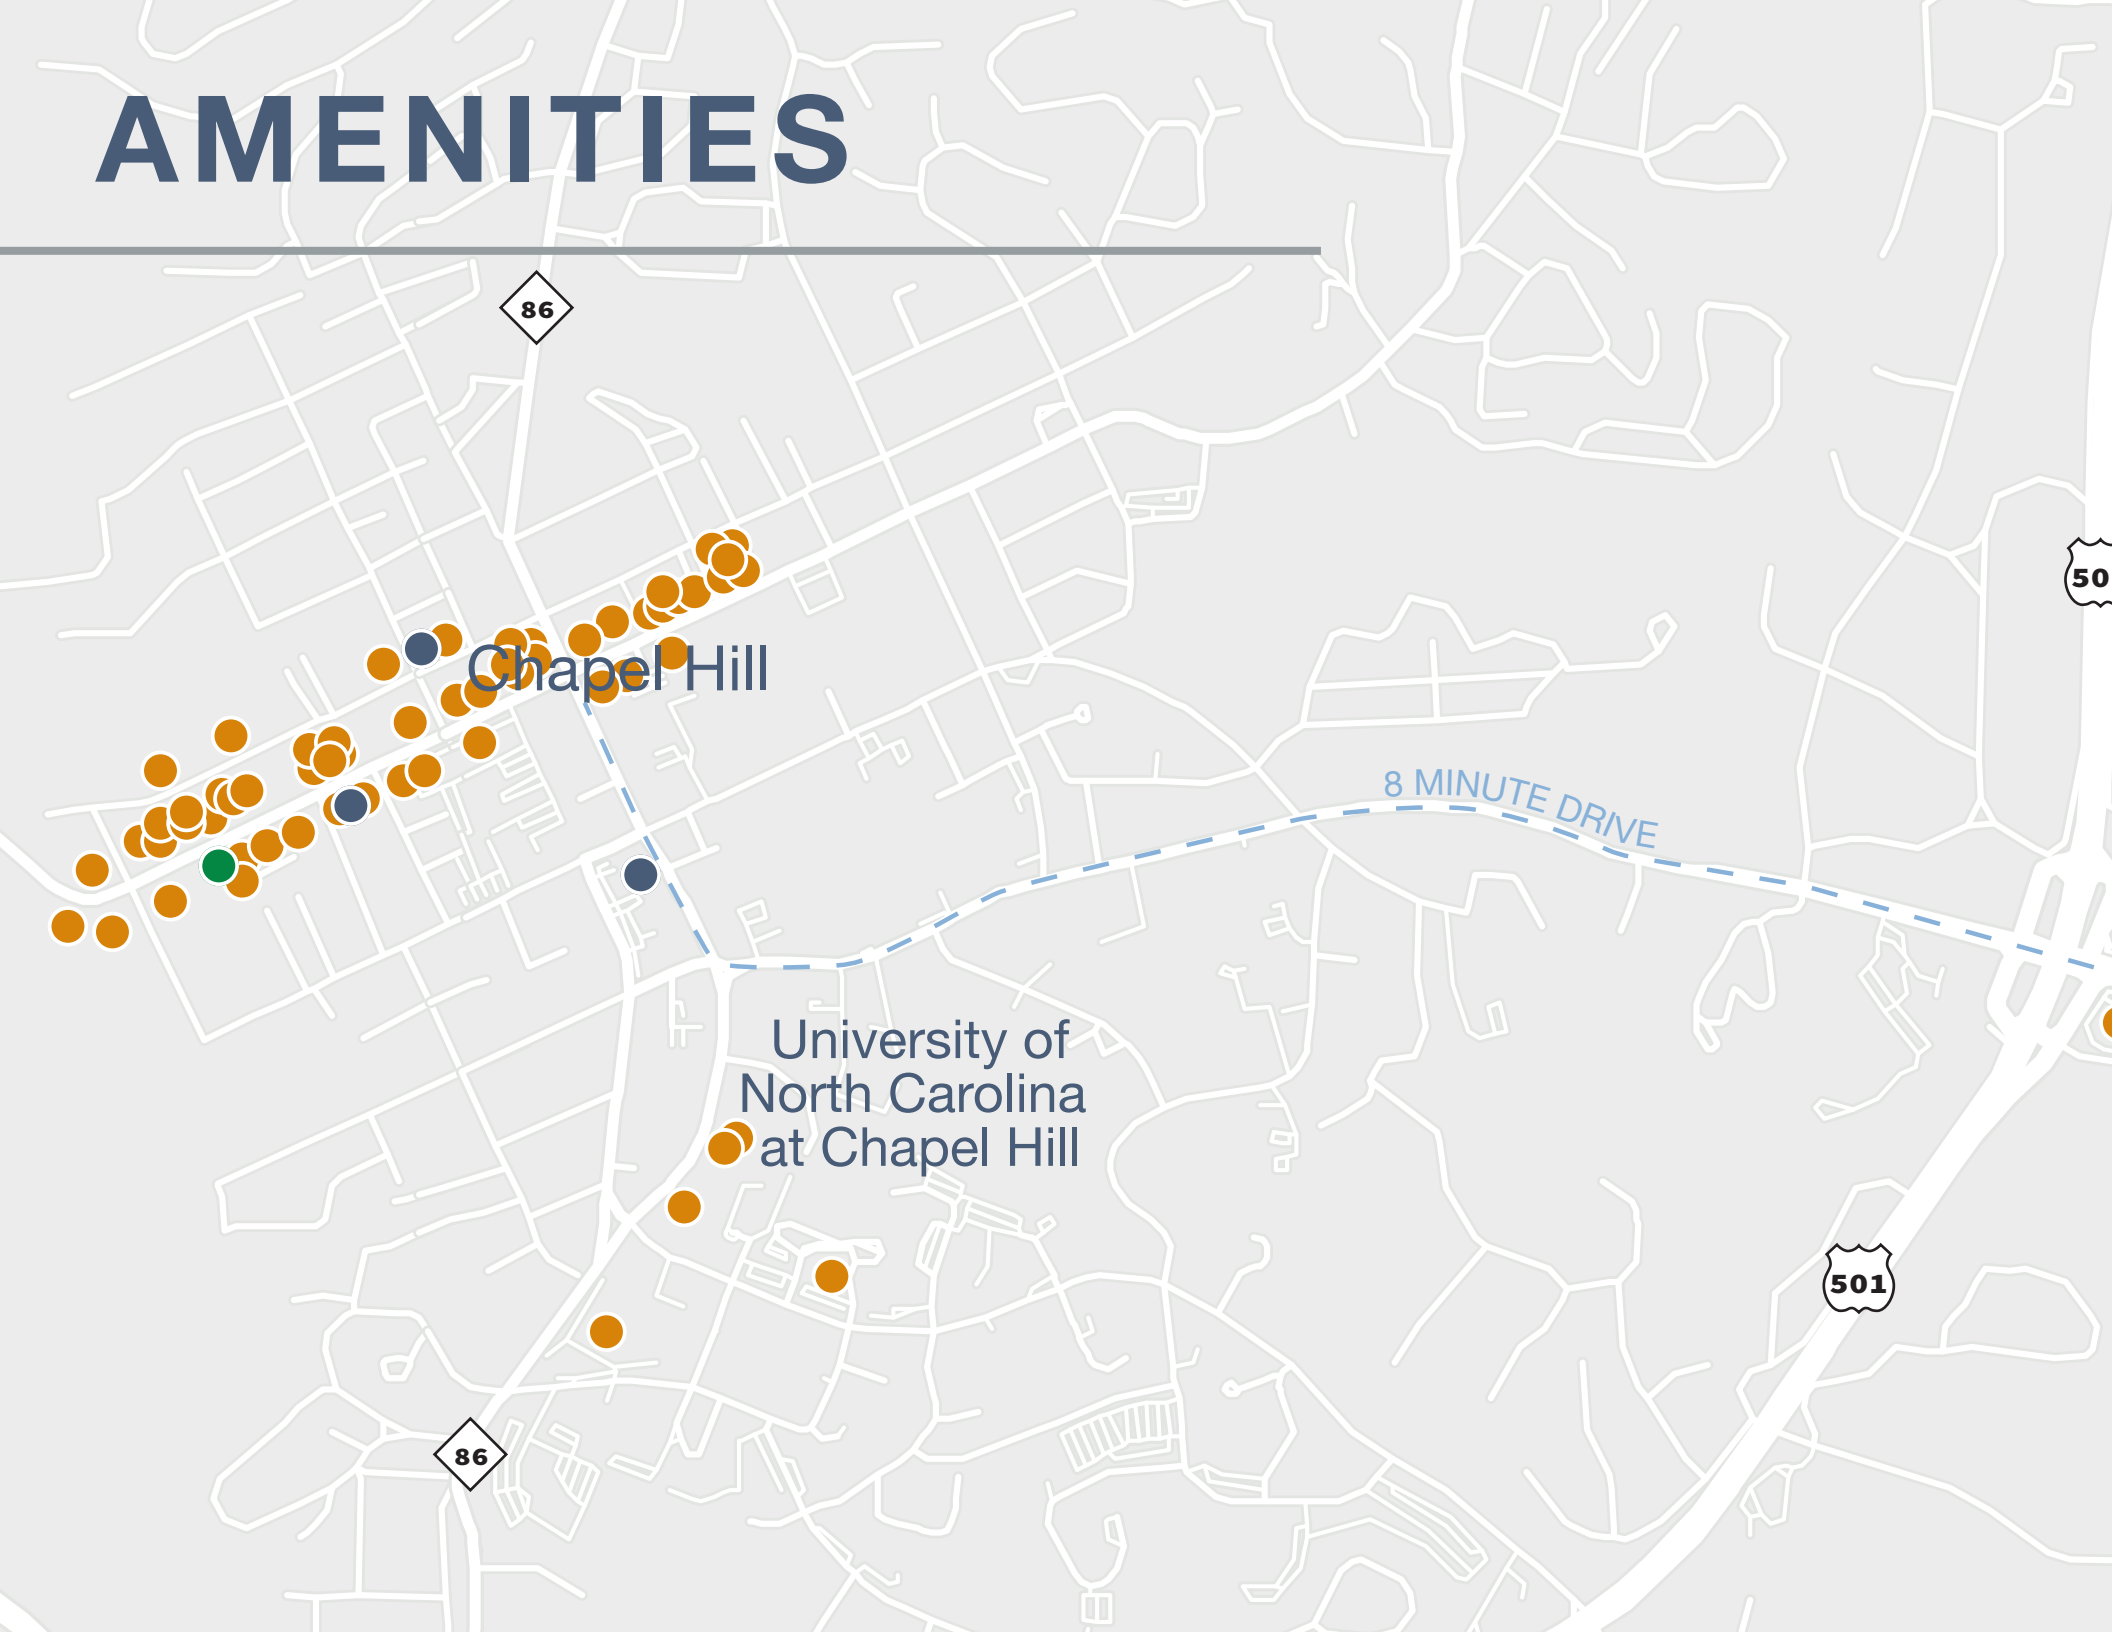 AMENITIES
86
50
Chapel Hill
8 MINUTE DRIVE
University of
North Carolina
at Chapel Hill
501
86